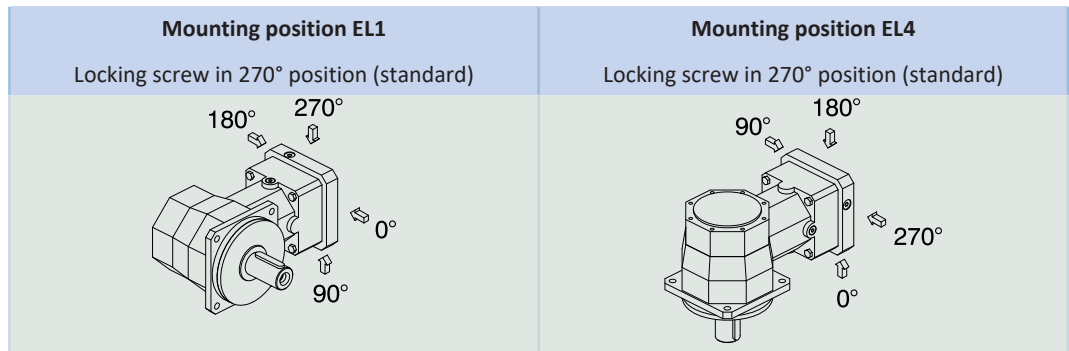 Mounting position EL1
Locking screw in 270° position (standard)
180°
270°
0°
90°
Mounting position EL4
Locking screw in 270° position (standard)
90°
180°
270°
0°